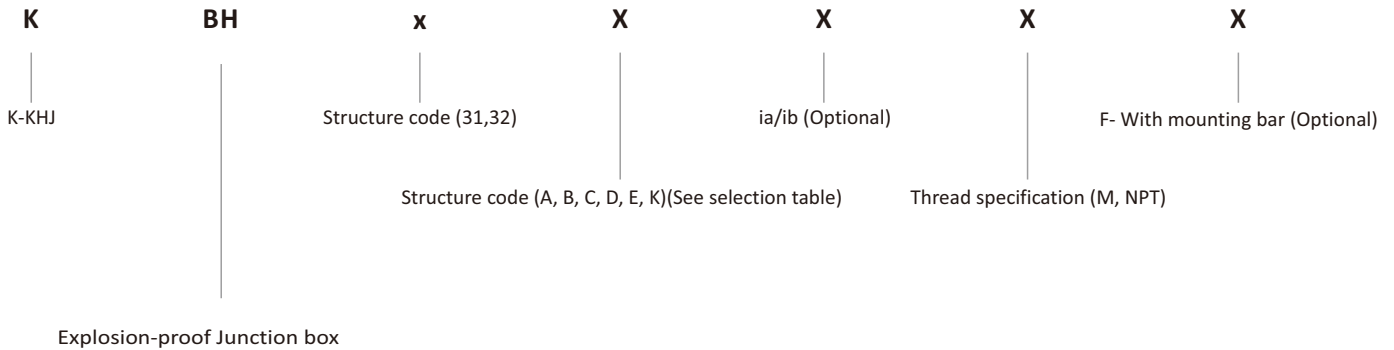 K BH x X X X X
K-KHJ Structure code (31,32) ia/ib (Optional) F- With mounting bar (Optional)
Structure code (A, B, C, D, E, K)(See selection table) Thread specification (M, NPT)
Explosion-proof Junction box